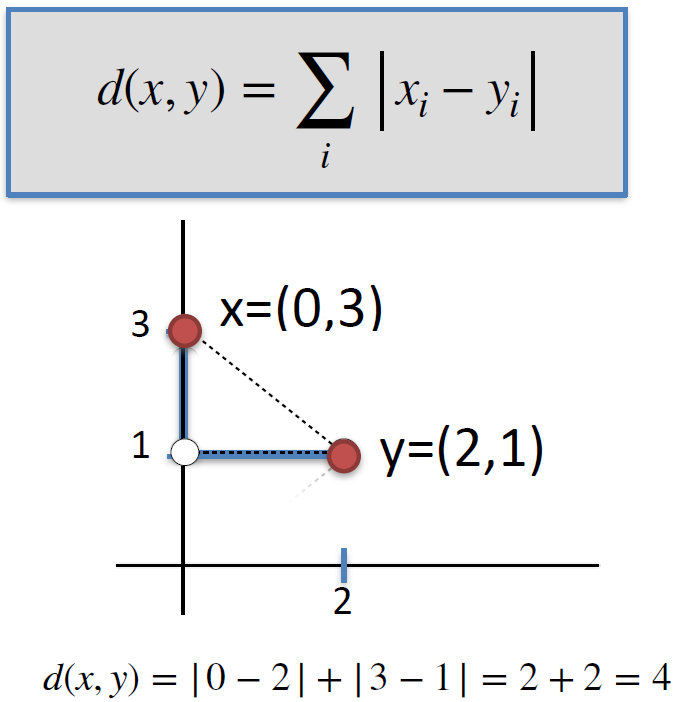 d(x, y) = ∑ᵢ |xᵢ − yᵢ|
3
x=(0,3)
1
y=(2,1)
2
d(x, y) = |0 − 2| + |3 − 1| = 2 + 2 = 4